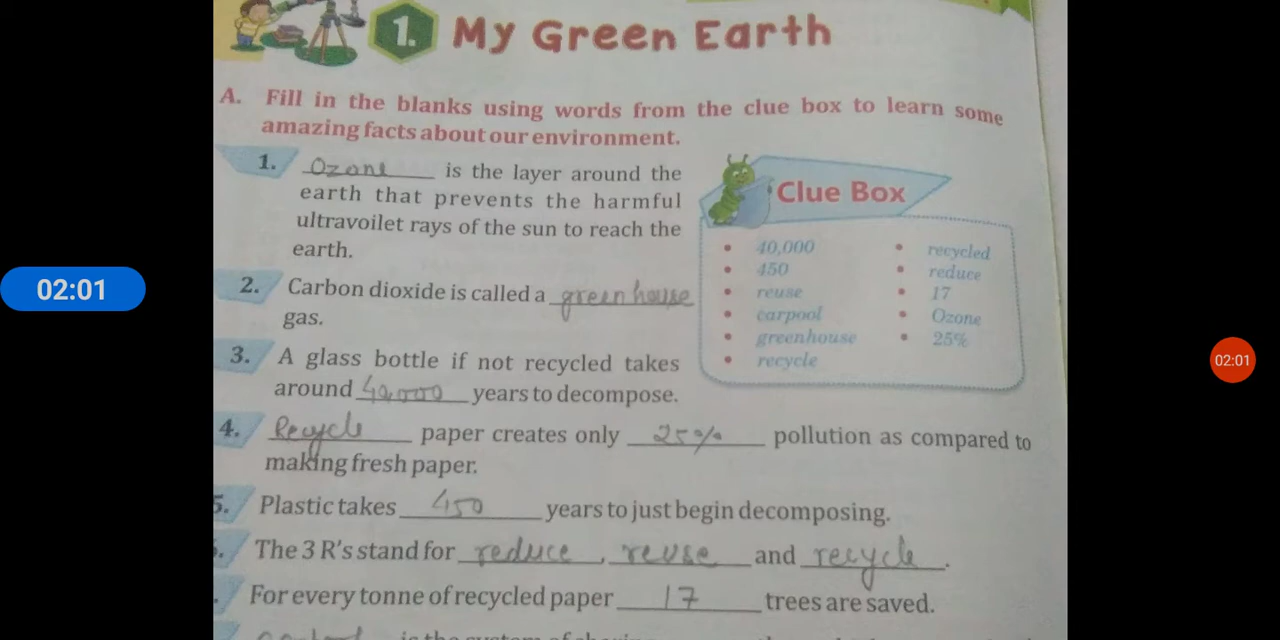 1. My Green Earth
A. Fill in the blanks using words from the clue box to learn some
amazing facts about our environment.
1. Ozone is the layer around the
earth that prevents the harmful
ultravoilet rays of the sun to reach the
earth.
2. Carbon dioxide is called a greenhouse
gas.
3. A glass bottle if not recycled takes
around 40,000 years to decompose.
4. Recycle paper creates only 25% pollution as compared to
making fresh paper.
5. Plastic takes 450 years to just begin decomposing.
The 3 R's stand for reduce, reuse and recycle.
For every tonne of recycled paper 17 trees are saved.
is the system of
Clue Box
• 40,000
• 450
• reuse
• carpool
• greenhouse
• recycle
• recycled
• reduce
• 17
• Ozone
• 25%
02:01
02:01